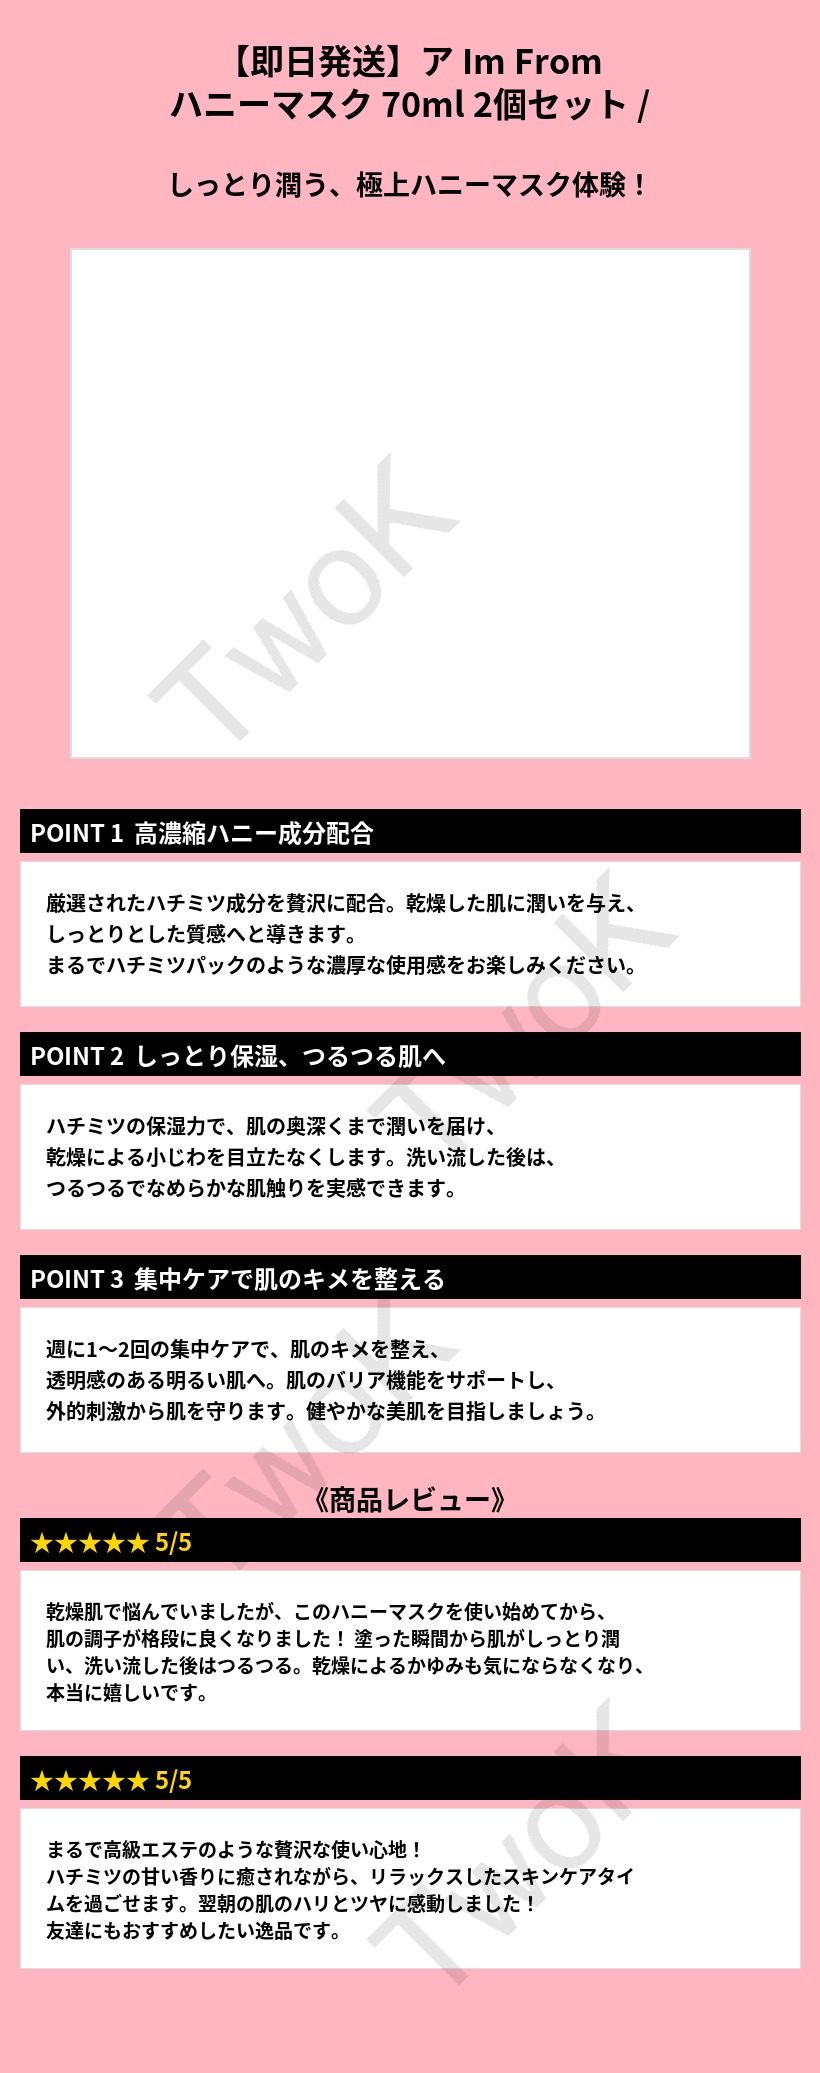 【即日発送】ア Im From
ハニーマスク 70ml 2個セット /
しっとり潤う、極上ハニーマスク体験！
TwoK
POINT 1 高濃縮ハニー成分配合
厳選されたハチミツ成分を贅沢に配合。乾燥した肌に潤いを与え、
しっとりとした質感へと導きます。
まるでハチミツパックのような濃厚な使用感をお楽しみください。
TwoK
POINT 2 しっとり保湿、つるつる肌へ
ハチミツの保湿力で、肌の奥深くまで潤いを届け、
乾燥による小じわを目立たなくします。洗い流した後は、
つるつるでなめらかな肌触りを実感できます。
POINT 3 集中ケアで肌のキメを整える
週に1〜2回の集中ケアで、肌のキメを整え、
透明感のある明るい肌へ。肌のバリア機能をサポートし、
外的刺激から肌を守ります。健やかな美肌を目指しましょう。
TwoK
《商品レビュー》
★★★★★ 5/5
乾燥肌で悩んでいましたが、このハニーマスクを使い始めてから、
肌の調子が格段に良くなりました！ 塗った瞬間から肌がしっとり潤
い、洗い流した後はつるつる。乾燥によるかゆみも気にならなくなり、
本当に嬉しいです。
★★★★★ 5/5
まるで高級エステのような贅沢な使い心地！
ハチミツの甘い香りに癒されながら、リラックスしたスキンケアタイ
ムを過ごせます。翌朝の肌のハリとツヤに感動しました！
友達にもおすすめしたい逸品です。
TwoK